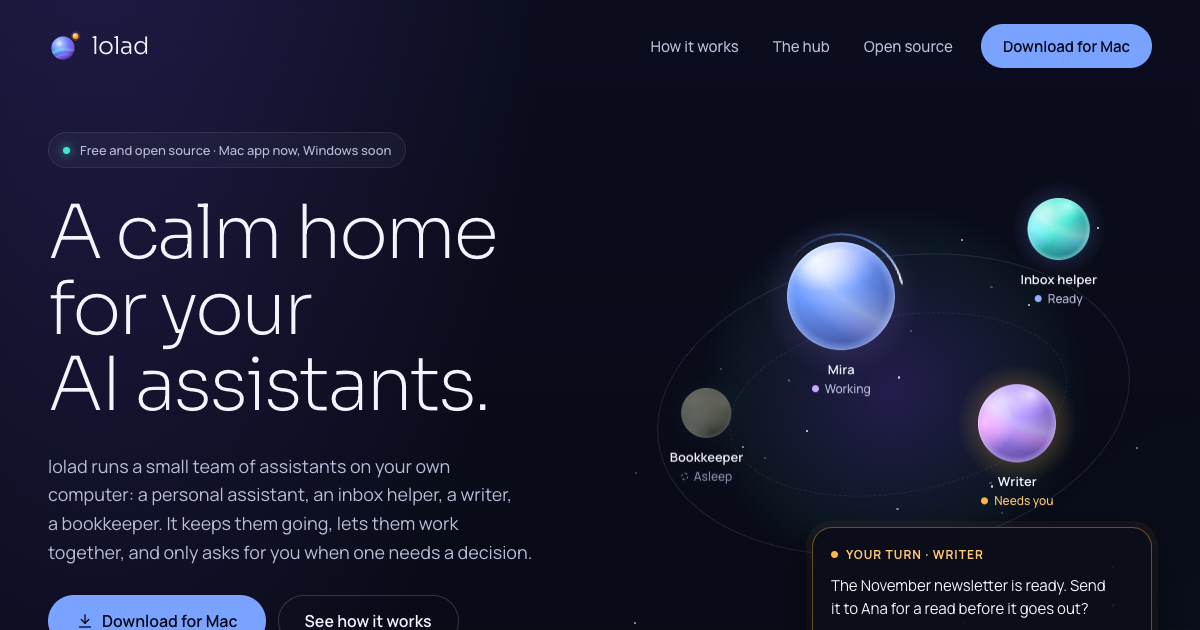 lolad
How it works
The hub
Open source
Download for Mac
Free and open source · Mac app now, Windows soon
A calm home
for your
AI assistants.
lolad runs a small team of assistants on your own
computer: a personal assistant, an inbox helper, a writer,
a bookkeeper. It keeps them going, lets them work
together, and only asks for you when one needs a decision.
Download for Mac
See how it works
Inbox helper
Ready
Mira
Working
Bookkeeper
Asleep
Writer
Needs you
YOUR TURN · WRITER
The November newsletter is ready. Send
it to Ana for a read before it goes out?